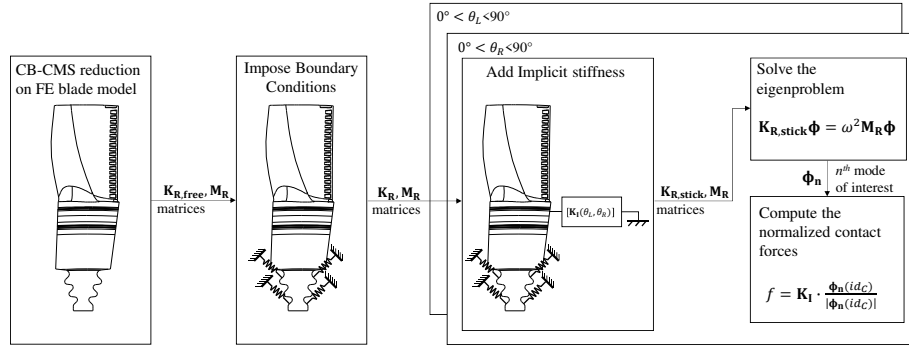 CB-CMS reduction
on FE blade model
K_R,free, M_R
matrices
Impose Boundary
Conditions
K_R, M_R
matrices
0° < θ_L<90°
0° < θ_R<90°
Add Implicit stiffness
[K_I(θ_L, θ_R)]
K_R,stick, M_R
matrices
Solve the
eigenproblem
K_R,stick ϕ = ω² M_R ϕ
ϕ_n
n^th mode
of interest
Compute the
normalized contact
forces
f = K_I · ϕ_n(id_C) / |ϕ_n(id_C)|